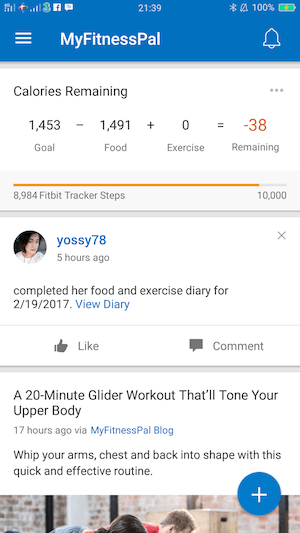 21:39
100%
MyFitnessPal
Calories Remaining
1,453 − 1,491 + 0 = -38
Goal Food Exercise Remaining
8,984 Fitbit Tracker Steps 10,000
yossy78
5 hours ago
completed her food and exercise diary for
2/19/2017. View Diary
Like Comment
A 20-Minute Glider Workout That'll Tone Your
Upper Body
17 hours ago via MyFitnessPal Blog
Whip your arms, chest and back into shape with this
quick and effective routine.